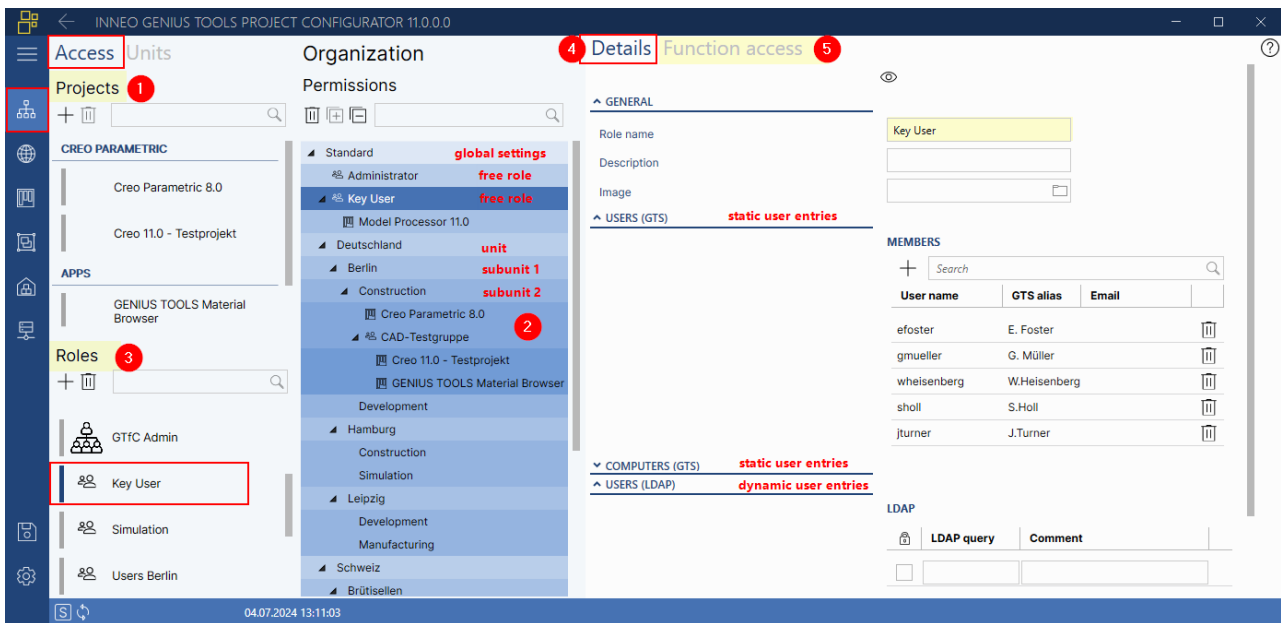 INNEO GENIUS TOOLS PROJECT CONFIGURATOR 11.0.0.0
Access Units
Projects 1
CREO PARAMETRIC
Creo Parametric 8.0
Creo 11.0 - Testprojekt
APPS
GENIUS TOOLS Material
Browser
Roles 3
GTfC Admin
Key User
Simulation
Users Berlin
Organization
Permissions
Standard global settings
Administrator free role
Key User free role
Model Processor 11.0
Deutschland unit
Berlin subunit 1
Construction subunit 2
Creo Parametric 8.0
2
CAD-Testgruppe
Creo 11.0 - Testprojekt
GENIUS TOOLS Material Browser
Development
Hamburg
Construction
Simulation
Leipzig
Development
Manufacturing
Schweiz
Brütisellen
4 Details Function access 5
?
GENERAL
Role name Key User
Description
Image
USERS (GTS) static user entries
MEMBERS
Search
User name GTS alias Email
efoster E. Foster
gmueller G. Müller
wheisenberg W.Heisenberg
sholl S.Holl
jturner J.Turner
COMPUTERS (GTS) static user entries
USERS (LDAP) dynamic user entries
LDAP
LDAP query Comment
S 04.07.2024 13:11:03